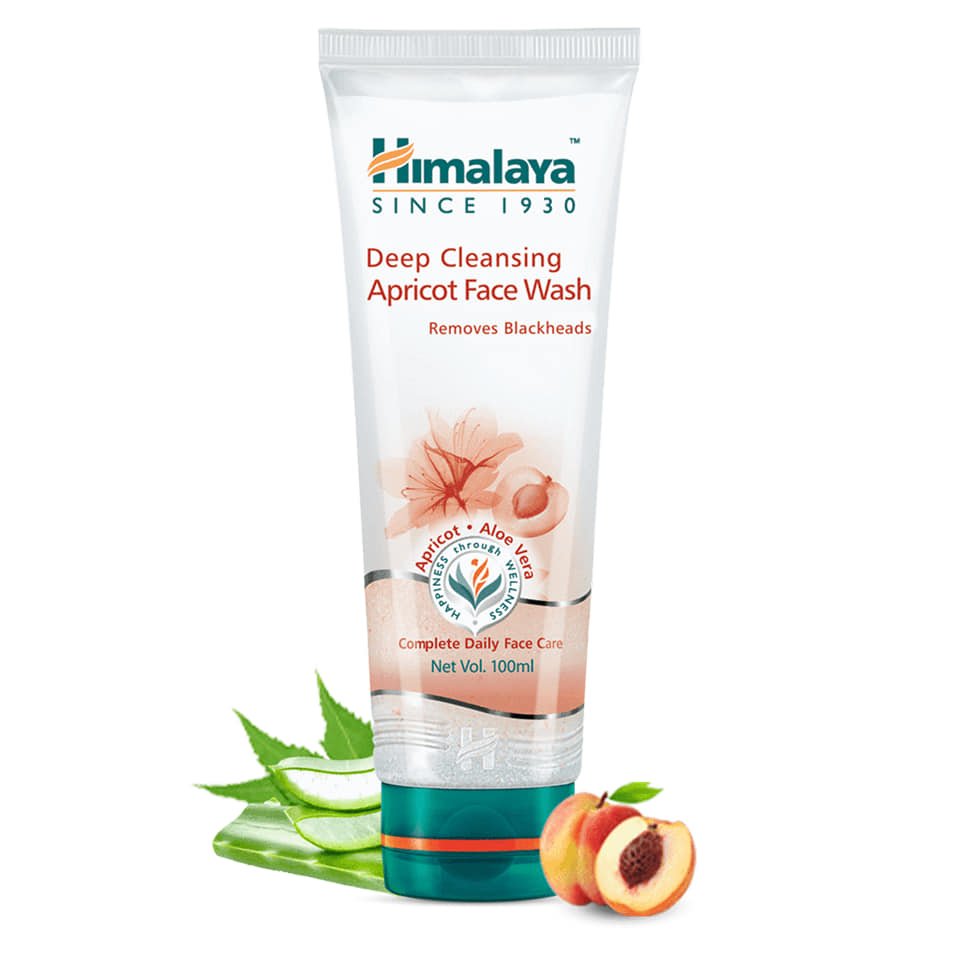 Himalaya™
SINCE 1930
Deep Cleansing
Apricot Face Wash
Removes Blackheads
Apricot • Aloe Vera
HAPPINESS through WELLNESS
Complete Daily Face Care
Net Vol. 100ml
H